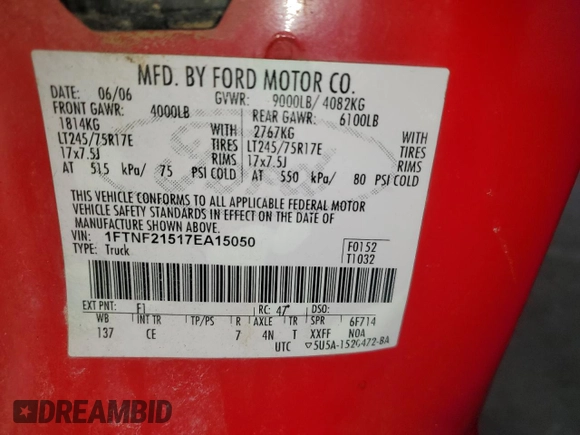 MFD. BY FORD MOTOR CO.
DATE: 06/06 GVWR: 9000LB/ 4082KG
FRONT GAWR: 4000LB REAR GAWR: 6100LB
1814KG WITH 2767KG WITH
LT245/75R17E TIRES LT245/75R17E TIRES
17x7.5J RIMS 17x7.5J RIMS
AT 515 kPa/ 75 PSI COLD AT 550 kPa/ 80 PSI COLD
THIS VEHICLE CONFORMS TO ALL APPLICABLE FEDERAL MOTOR
VEHICLE SAFETY STANDARDS IN EFFECT ON THE DATE OF
MANUFACTURE SHOWN ABOVE.
VIN: 1FTNF21517EA15050 F0152
TYPE: Truck T1032
EXT PNT: F1 RC: 47 DSO:
WB INT TR TP/PS R AXLE TR SPR 6F714
137 CE 7 4N T XXFF NOA
UTC 5U5A-1520472-BA
DREAMBID